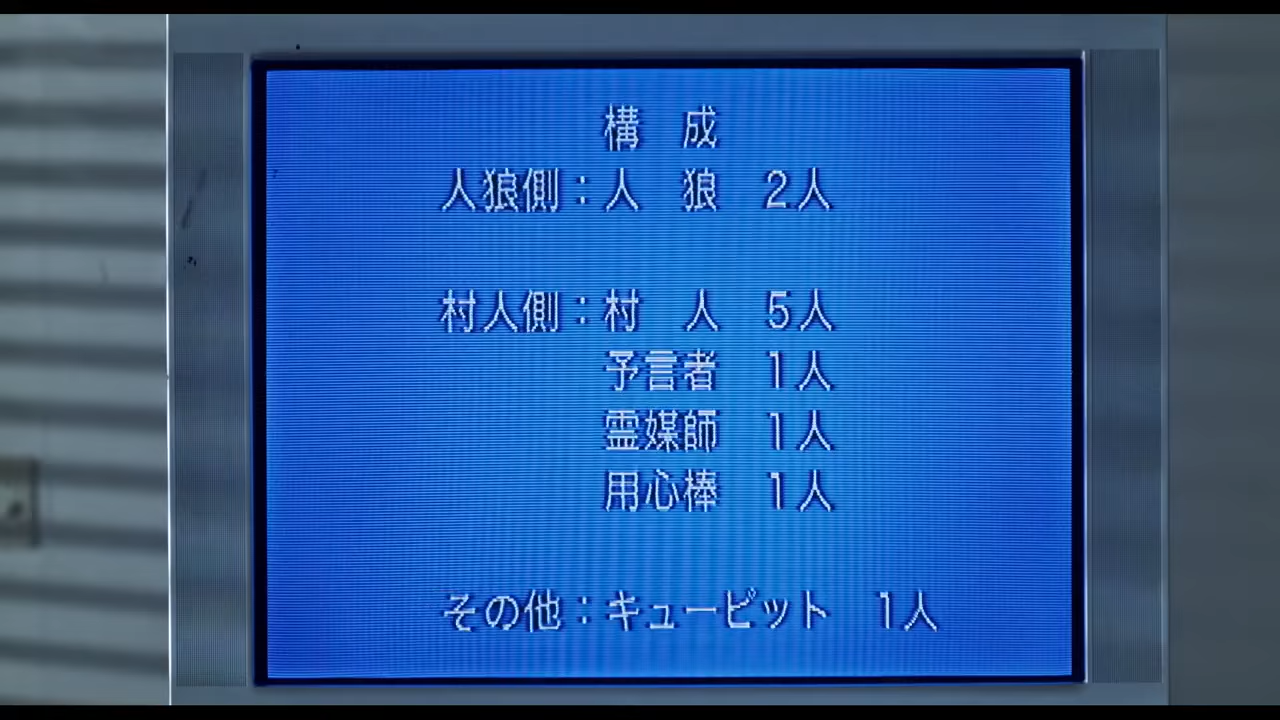 構　成
人狼側：人　狼　2人
村人側：村　人　5人
予言者　1人
霊媒師　1人
用心棒　1人
その他：キューピット　1人